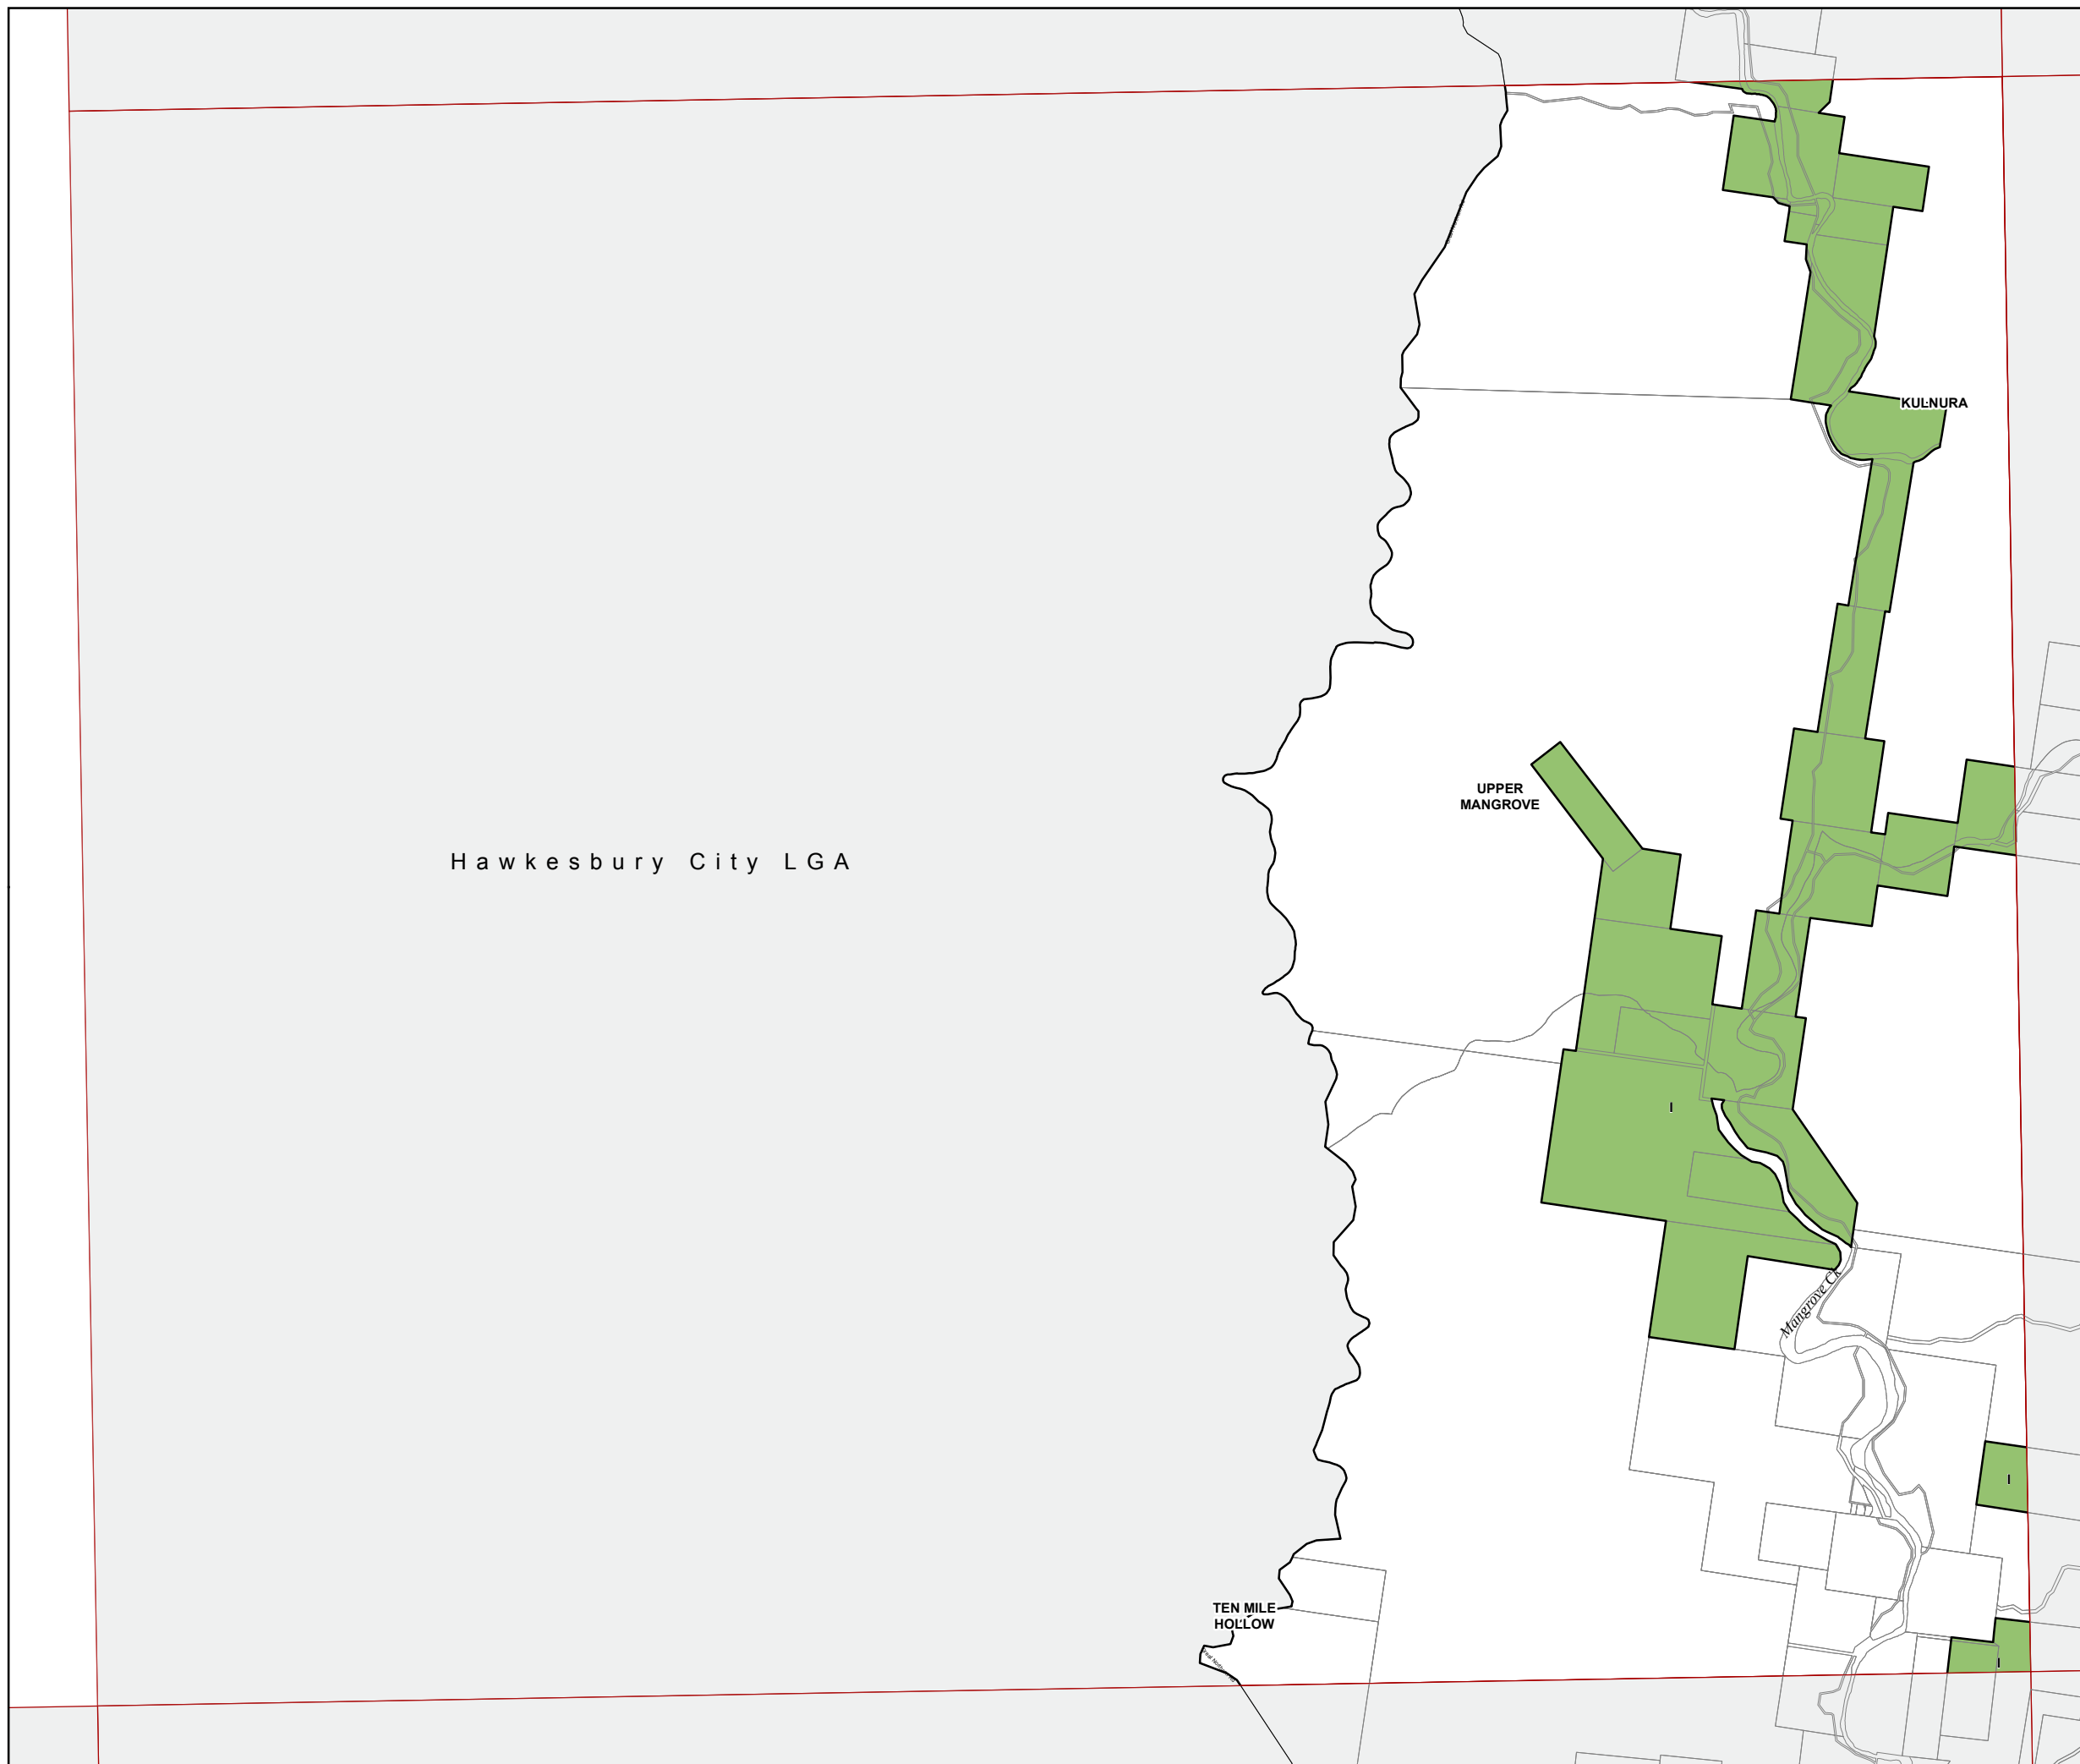 KULNURA
UPPER
MANGROVE
Hawkesbury City LGA
I
Mangrove Ck
I
TEN MILE
HOLLOW
I